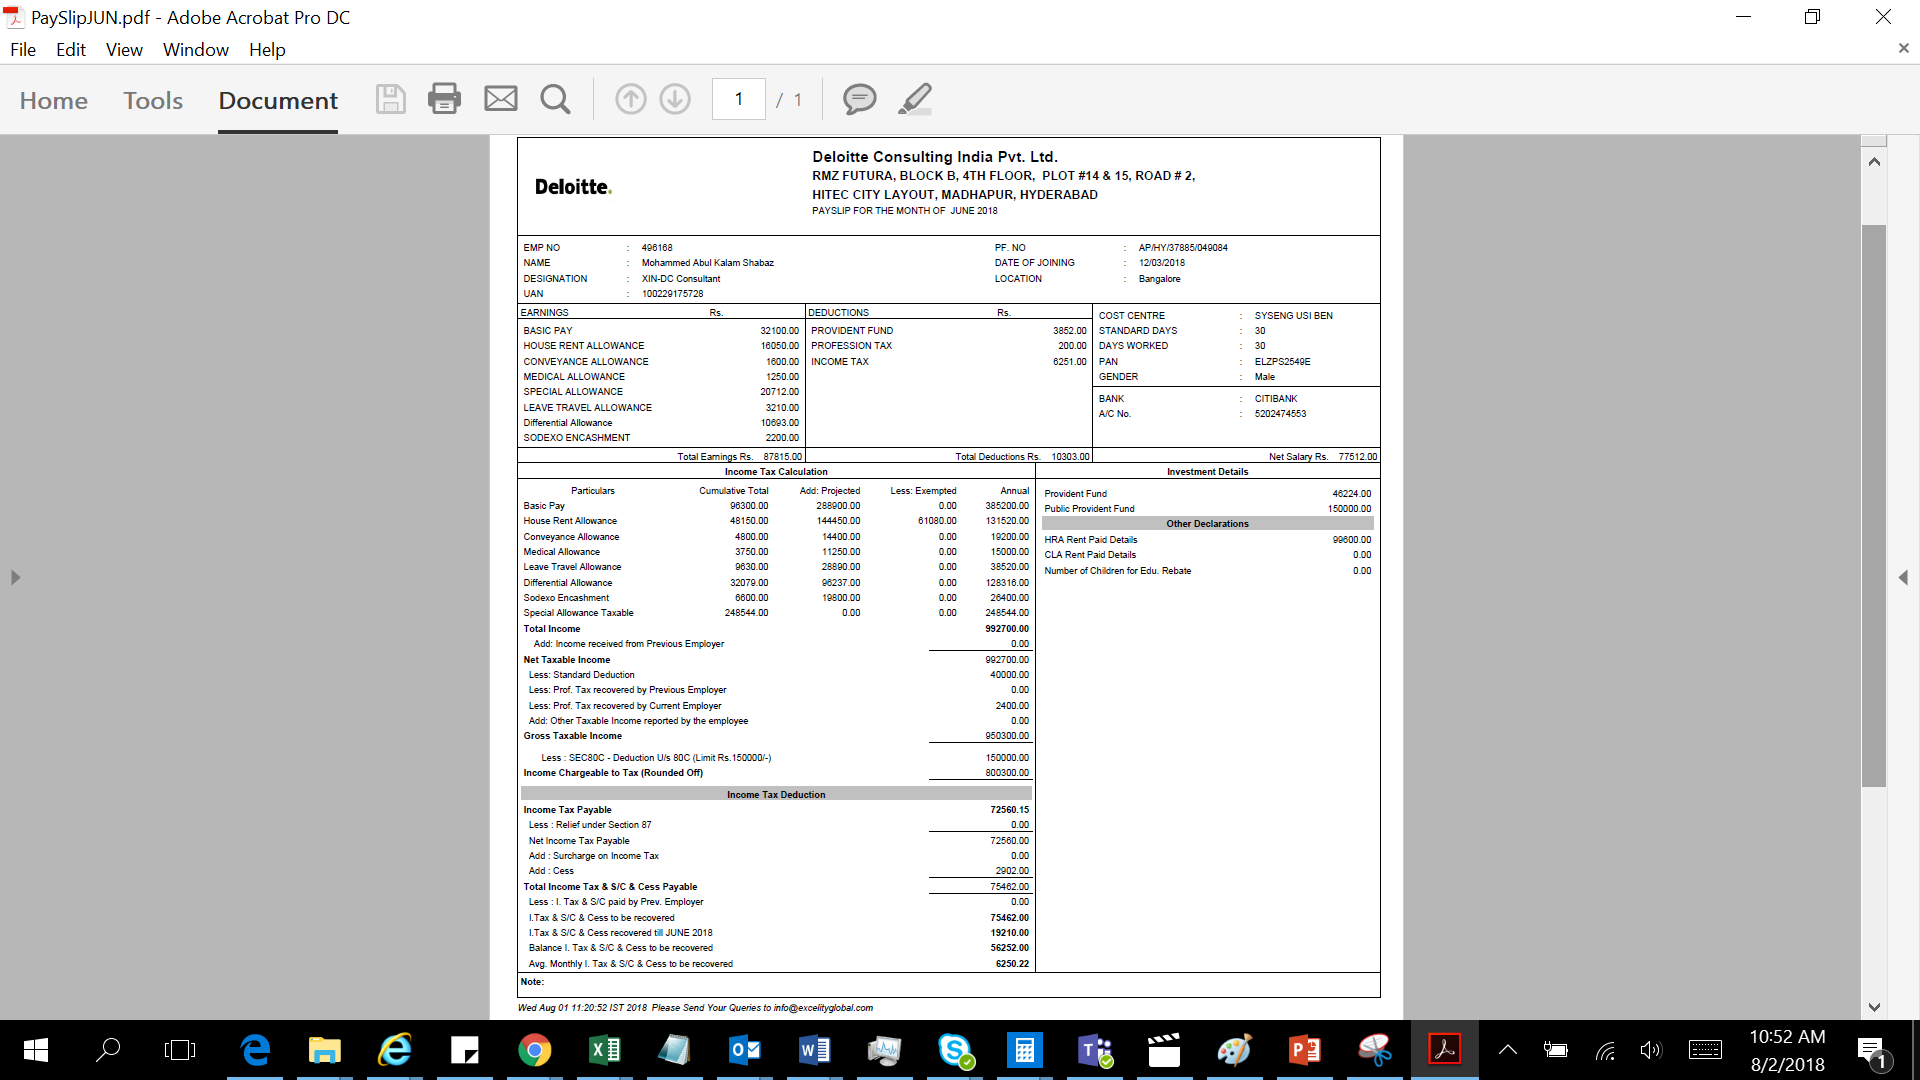 PaySlipJUN.pdf - Adobe Acrobat Pro DC
File Edit View Window Help
Home Tools Document 1 / 1
Deloitte.
Deloitte Consulting India Pvt. Ltd.
RMZ FUTURA, BLOCK B, 4TH FLOOR, PLOT #14 & 15, ROAD # 2,
HITEC CITY LAYOUT, MADHAPUR, HYDERABAD
PAYSLIP FOR THE MONTH OF JUNE 2018
EMP NO : 496168 PF. NO : AP/HY/37885/049084
NAME : Mohammed Abul Kalam Shabaz DATE OF JOINING : 12/03/2018
DESIGNATION : XIN-DC Consultant LOCATION : Bangalore
UAN : 100229175728
EARNINGS Rs. DEDUCTIONS Rs. COST CENTRE : SYSENG USI BEN
BASIC PAY 32100.00 PROVIDENT FUND 3852.00 STANDARD DAYS : 30
HOUSE RENT ALLOWANCE 16050.00 PROFESSION TAX 200.00 DAYS WORKED : 30
CONVEYANCE ALLOWANCE 1600.00 INCOME TAX 6251.00 PAN : ELZPS2549E
MEDICAL ALLOWANCE 1250.00 GENDER : Male
SPECIAL ALLOWANCE 20712.00 BANK : CITIBANK
LEAVE TRAVEL ALLOWANCE 3210.00 A/C No. : 5202474553
Differential Allowance 10693.00
SODEXO ENCASHMENT 2200.00
Total Earnings Rs. 87815.00 Total Deductions Rs. 10303.00 Net Salary Rs. 77512.00
Income Tax Calculation Investment Details
Particulars Cumulative Total Add: Projected Less: Exempted Annual Provident Fund 46224.00
Basic Pay 96300.00 288900.00 0.00 385200.00 Public Provident Fund 150000.00
House Rent Allowance 48150.00 144450.00 61080.00 131520.00 Other Declarations
Conveyance Allowance 4800.00 14400.00 0.00 19200.00 HRA Rent Paid Details 99600.00
Medical Allowance 3750.00 11250.00 0.00 15000.00 CLA Rent Paid Details 0.00
Leave Travel Allowance 9630.00 28890.00 0.00 38520.00 Number of Children for Edu. Rebate 0.00
Differential Allowance 32079.00 96237.00 0.00 128316.00
Sodexo Encashment 6600.00 19800.00 0.00 26400.00
Special Allowance Taxable 248544.00 0.00 0.00 248544.00
Total Income 992700.00
Add: Income received from Previous Employer 0.00
Net Taxable Income 992700.00
Less: Standard Deduction 40000.00
Less: Prof. Tax recovered by Previous Employer 0.00
Less: Prof. Tax recovered by Current Employer 2400.00
Add: Other Taxable Income reported by the employee 0.00
Gross Taxable Income 950300.00
Less : SEC80C - Deduction U/s 80C (Limit Rs.150000/-) 150000.00
Income Chargeable to Tax (Rounded Off) 800300.00
Income Tax Deduction
Income Tax Payable 72560.15
Less : Relief under Section 87 0.00
Net Income Tax Payable 72560.00
Add : Surcharge on Income Tax 0.00
Add : Cess 2902.00
Total Income Tax & S/C & Cess Payable 75462.00
Less : I. Tax & S/C paid by Prev. Employer 0.00
I.Tax & S/C & Cess to be recovered 75462.00
I.Tax & S/C & Cess recovered till JUNE 2018 19210.00
Balance I. Tax & S/C & Cess to be recovered 56252.00
Avg. Monthly I. Tax & S/C & Cess to be recovered 6250.22
Note:
Wed Aug 01 11:20:52 IST 2018 Please Send Your Queries to info@excelityglobal.com
10:52 AM
8/2/2018
1